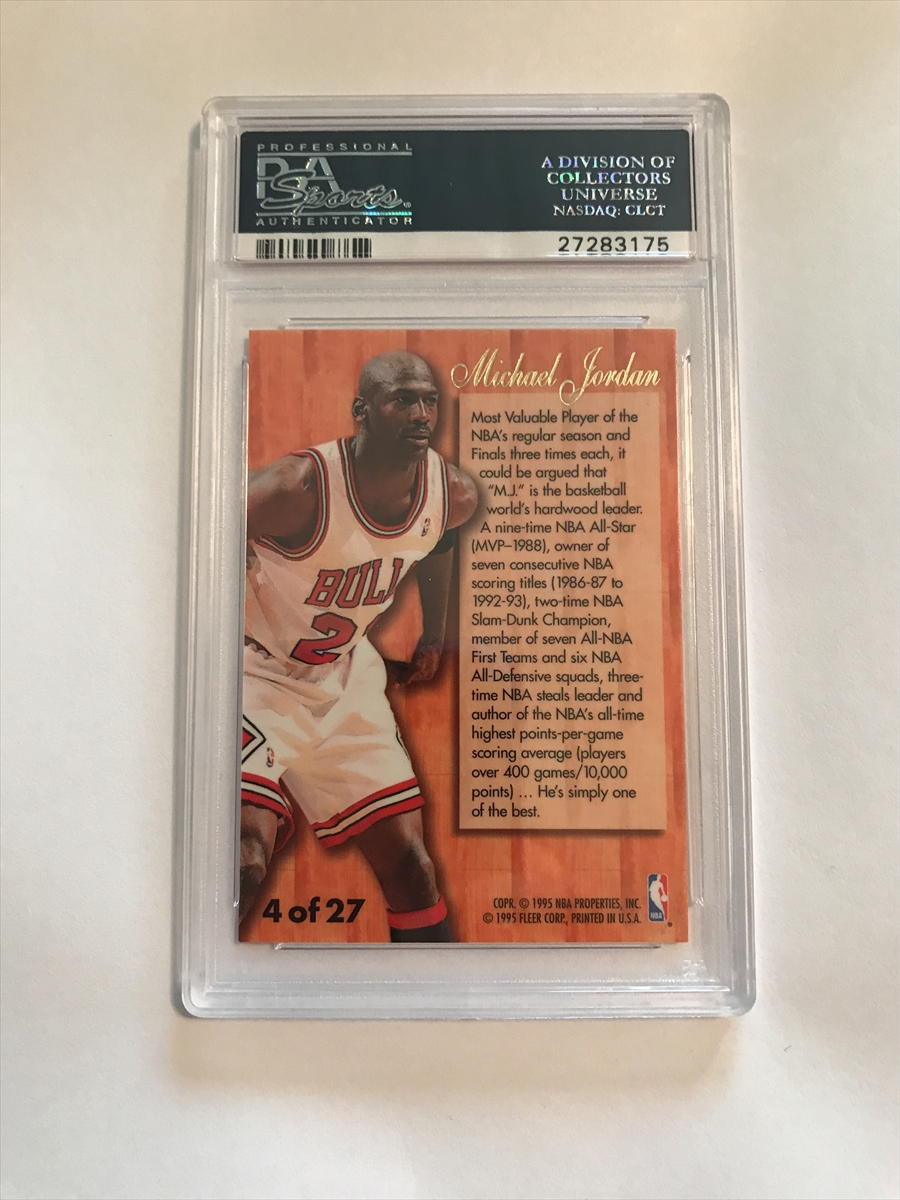 PROFESSIONAL
PSA
Sports®
AUTHENTICATOR
A DIVISION OF
COLLECTORS
UNIVERSE
NASDAQ: CLCT
27283175
Michael Jordan
Most Valuable Player of the
NBA's regular season and
Finals three times each, it
could be argued that
"M.J." is the basketball
world's hardwood leader.
A nine-time NBA All-Star
(MVP–1988), owner of
seven consecutive NBA
scoring titles (1986-87 to
1992-93), two-time NBA
Slam-Dunk Champion,
member of seven All-NBA
First Teams and six NBA
All-Defensive squads, three-
time NBA steals leader and
author of the NBA's all-time
highest points-per-game
scoring average (players
over 400 games/10,000
points) ... He's simply one
of the best.
BULL
2
4 of 27
COPR. © 1995 NBA PROPERTIES, INC.
© 1995 FLEER CORP., PRINTED IN U.S.A.
NBA